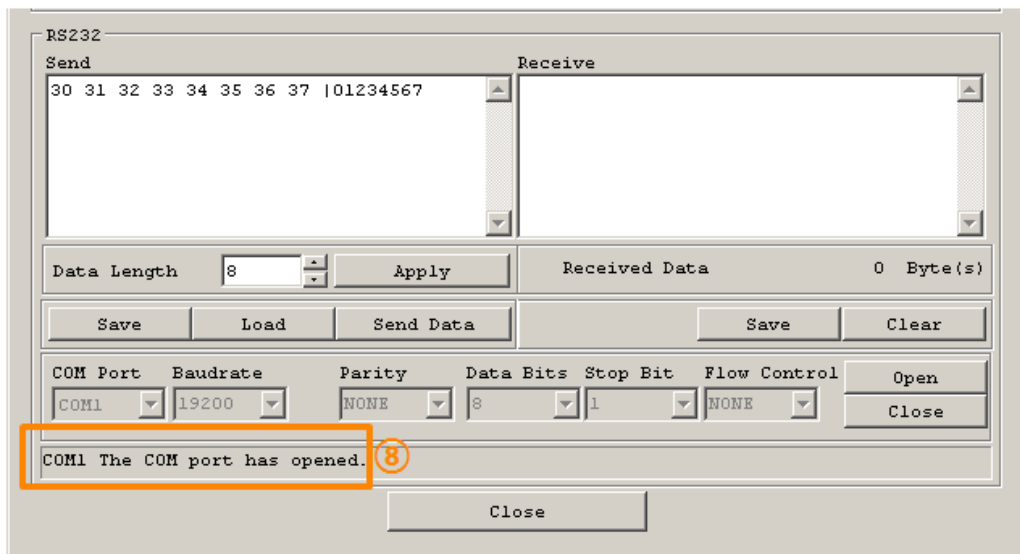 RS232
Send
Receive
30 31 32 33 34 35 36 37 |01234567
Data Length 8 Apply
Received Data 0 Byte(s)
Save Load Send Data
Save Clear
COM Port Baudrate Parity Data Bits Stop Bit Flow Control
COM1 19200 NONE 8 1 NONE
Open
Close
COM1 The COM port has opened.
⑧
Close